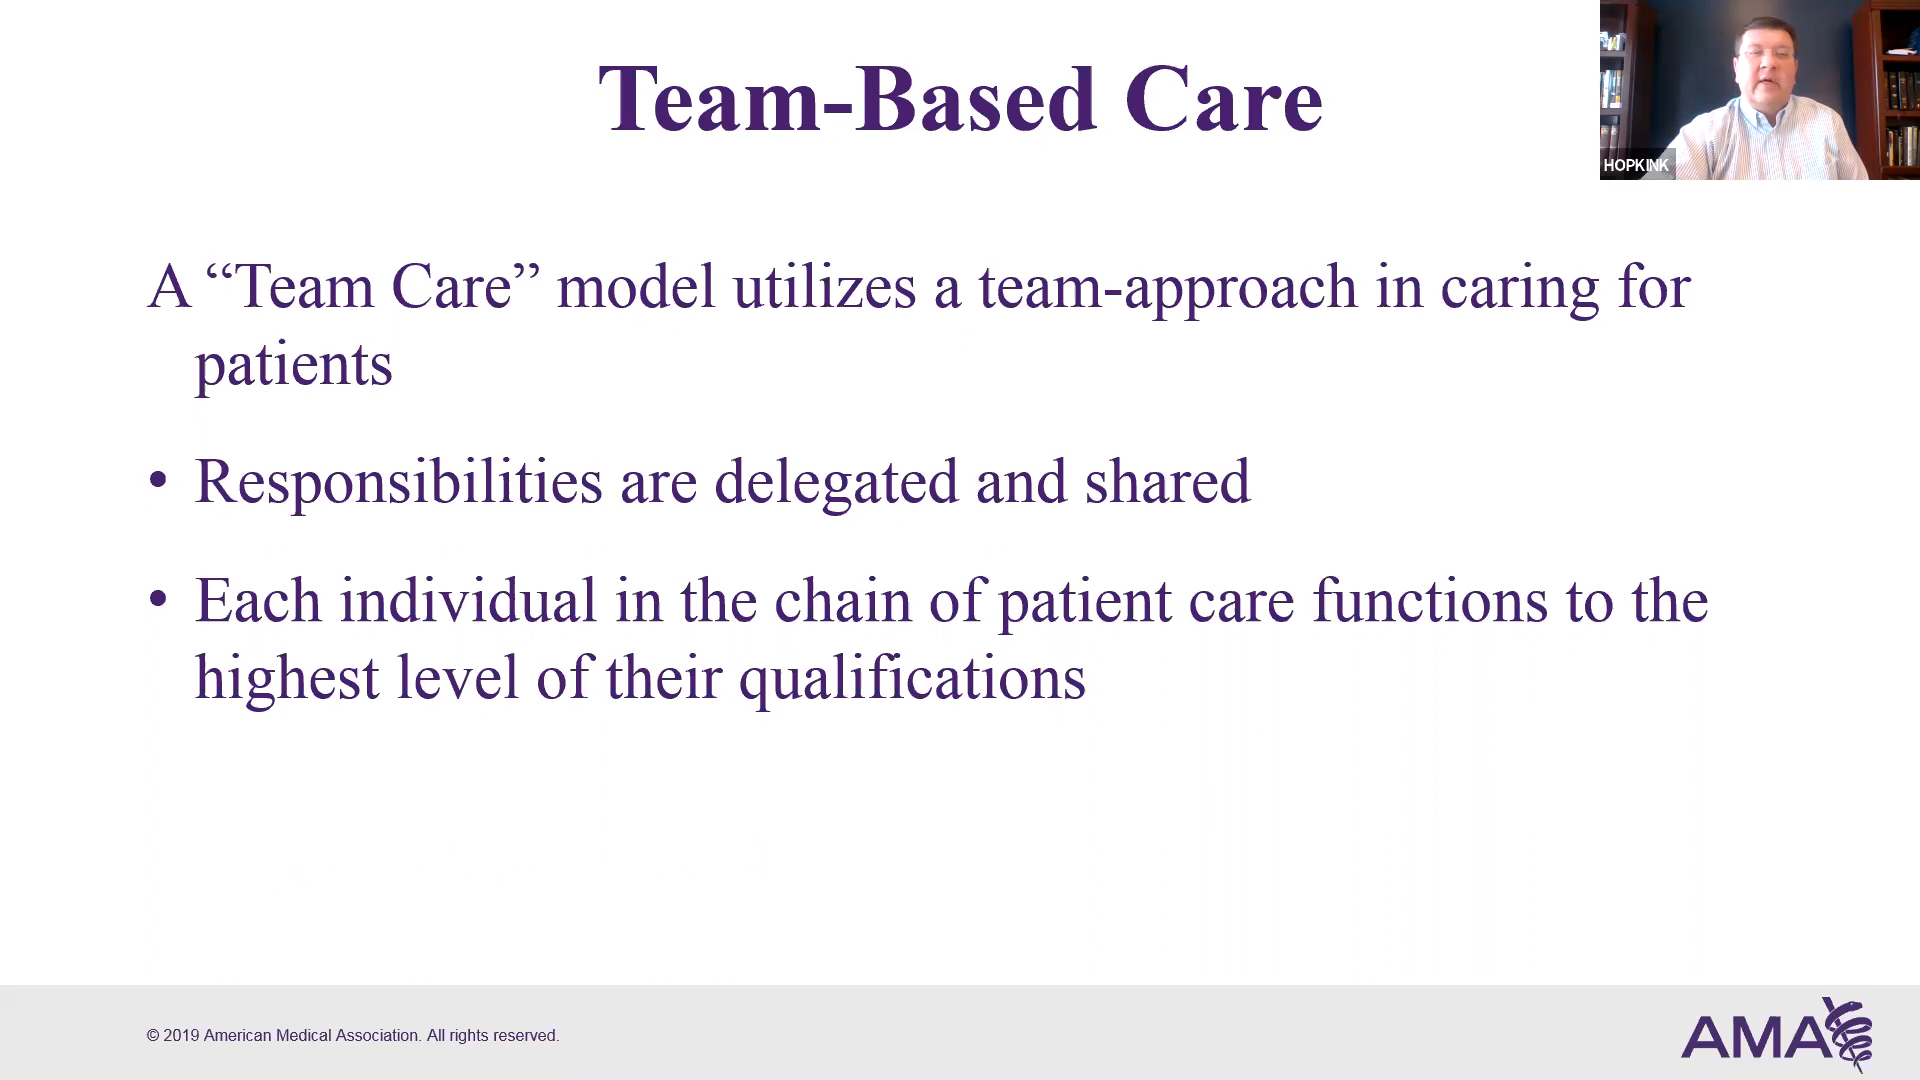 Team-Based Care
HOPKINK
A “Team Care” model utilizes a team-approach in caring for
patients
• Responsibilities are delegated and shared
• Each individual in the chain of patient care functions to the
highest level of their qualifications
© 2019 American Medical Association. All rights reserved.
AMA